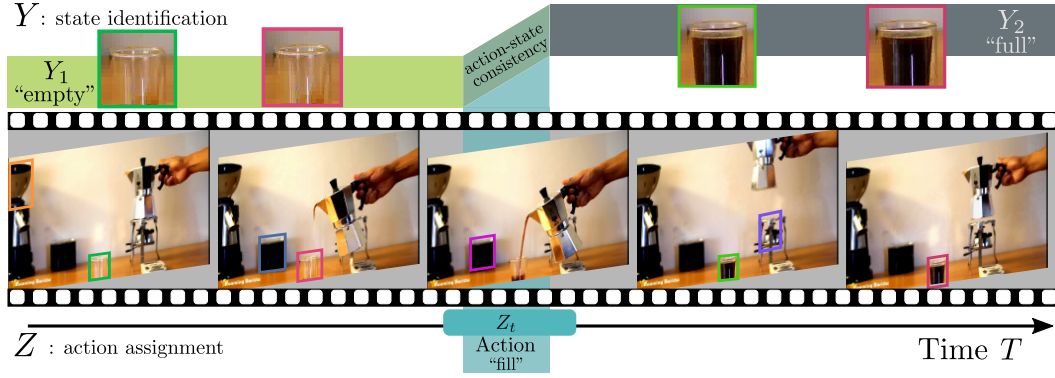 Y : state identification
Y₁
“empty”
action-state
consistency
Y₂
“full”
Zₜ
Action
“fill”
Z : action assignment
Time T